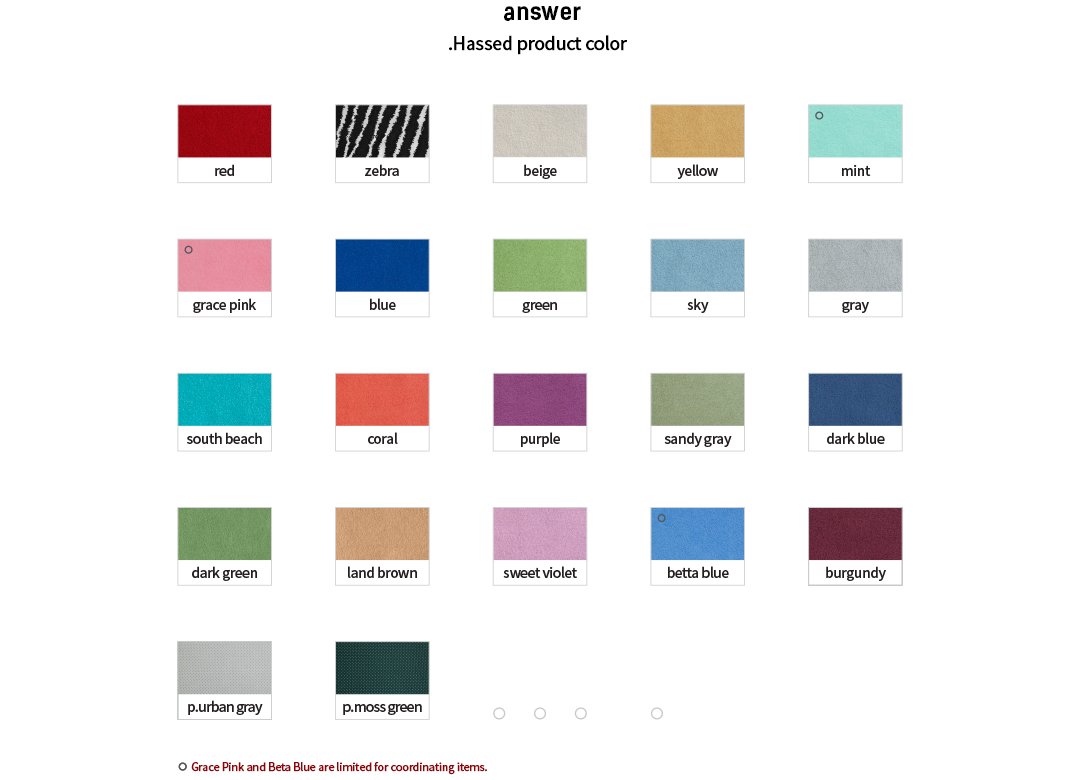 answer
.Hassed product color
red
zebra
beige
yellow
mint
grace pink
blue
green
sky
gray
south beach
coral
purple
sandy gray
dark blue
dark green
land brown
sweet violet
betta blue
burgundy
p.urban gray
p.moss green
Grace Pink and Beta Blue are limited for coordinating items.